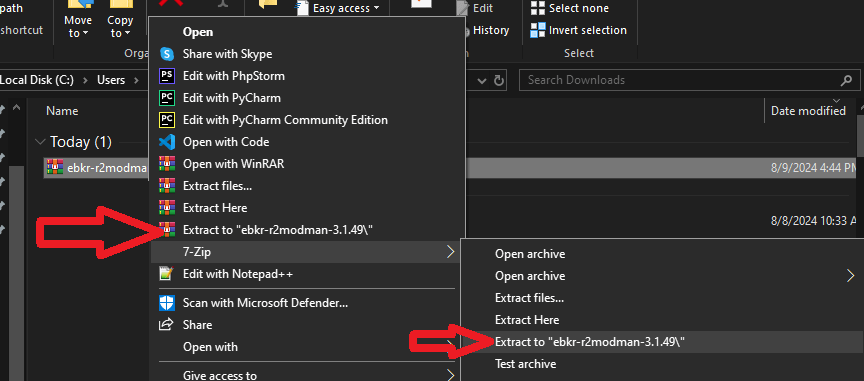 path
shortcut
Move
to
Copy
to
Easy access
Edit
History
Select none
Invert selection
Select
Local Disk (C:)
Users
Search Downloads
Name
Date modified
Today (1)
ebkr-r2modman
8/9/2024 4:44 PM
8/8/2024 10:33
Open
Share with Skype
Edit with PhpStorm
Edit with PyCharm
Edit with PyCharm Community Edition
Open with Code
Open with WinRAR
Extract files...
Extract Here
Extract to "ebkr-r2modman-3.1.49\"
7-Zip
Edit with Notepad++
Scan with Microsoft Defender...
Share
Open with
Give access to
Open archive
Open archive
Extract files...
Extract Here
Extract to "ebkr-r2modman-3.1.49\"
Test archive